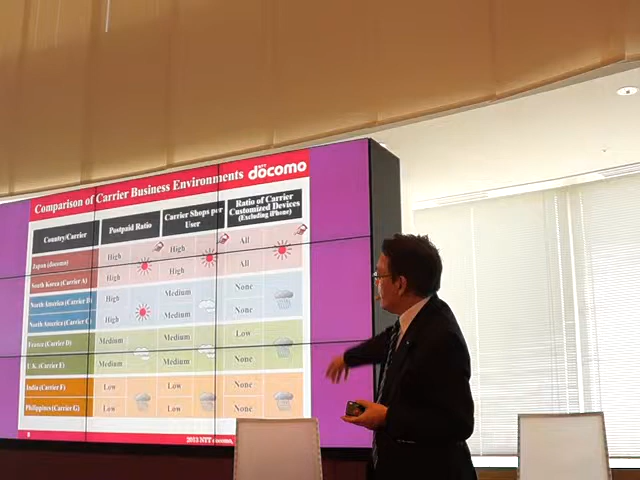 Comparison of Carrier Business Environments NTT döcomo
Country/Carrier Postpaid Ratio Carrier Shops per User Ratio of Carrier Customized Devices (Excluding iPhone)
Japan (docomo) High High All
South Korea (Carrier A) High High All
North America (Carrier B) High Medium None
North America (Carrier C) High Medium None
France (Carrier D) Medium Medium Low
U.K. (Carrier E) Medium Medium None
India (Carrier F) Low Low None
Philippines (Carrier G) Low Low None
2013 NTT DOCOMO,